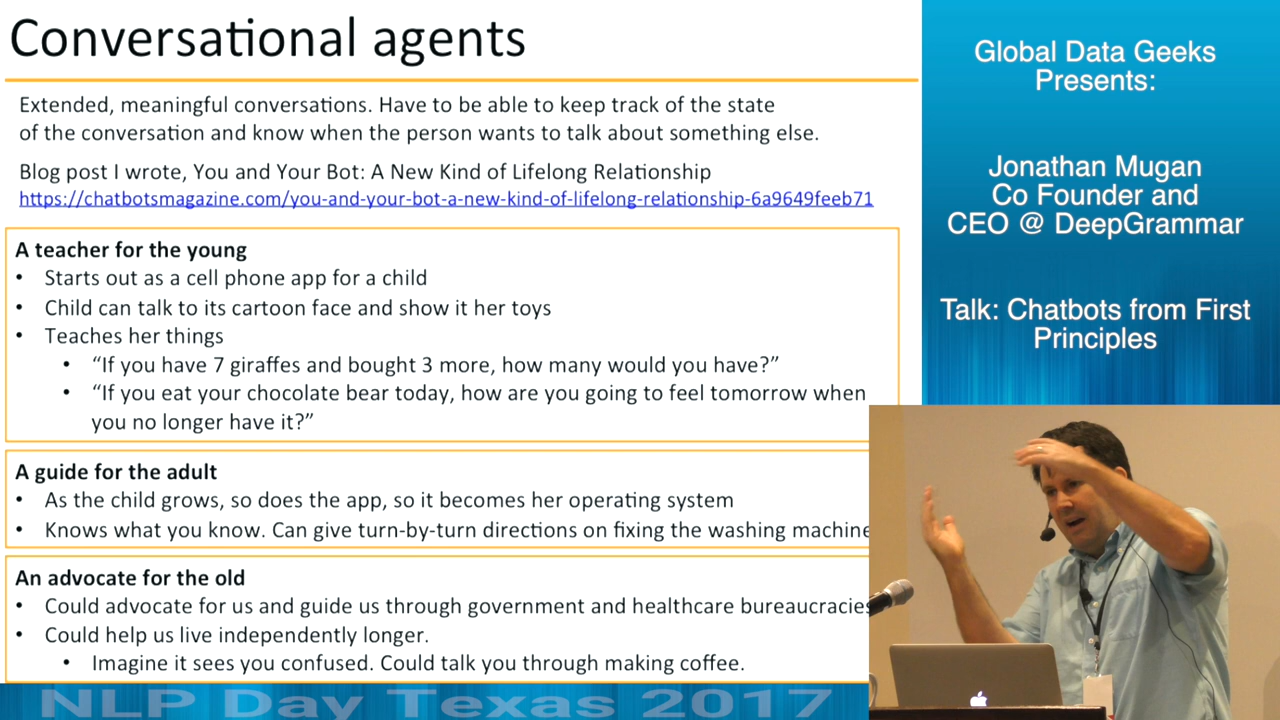 Conversational agents
Extended, meaningful conversations. Have to be able to keep track of the state
of the conversation and know when the person wants to talk about something else.
Blog post I wrote, You and Your Bot: A New Kind of Lifelong Relationship
https://chatbotsmagazine.com/you-and-your-bot-a-new-kind-of-lifelong-relationship-6a9649feeb71
A teacher for the young
• Starts out as a cell phone app for a child
• Child can talk to its cartoon face and show it her toys
• Teaches her things
• “If you have 7 giraffes and bought 3 more, how many would you have?”
• “If you eat your chocolate bear today, how are you going to feel tomorrow when
you no longer have it?”
A guide for the adult
• As the child grows, so does the app, so it becomes her operating system
• Knows what you know. Can give turn-by-turn directions on fixing the washing machine
An advocate for the old
• Could advocate for us and guide us through government and healthcare bureaucracies
• Could help us live independently longer.
• Imagine it sees you confused. Could talk you through making coffee.
NLP Day Texas 2017
Global Data Geeks
Presents:
Jonathan Mugan
Co Founder and
CEO @ DeepGrammar
Talk: Chatbots from First
Principles